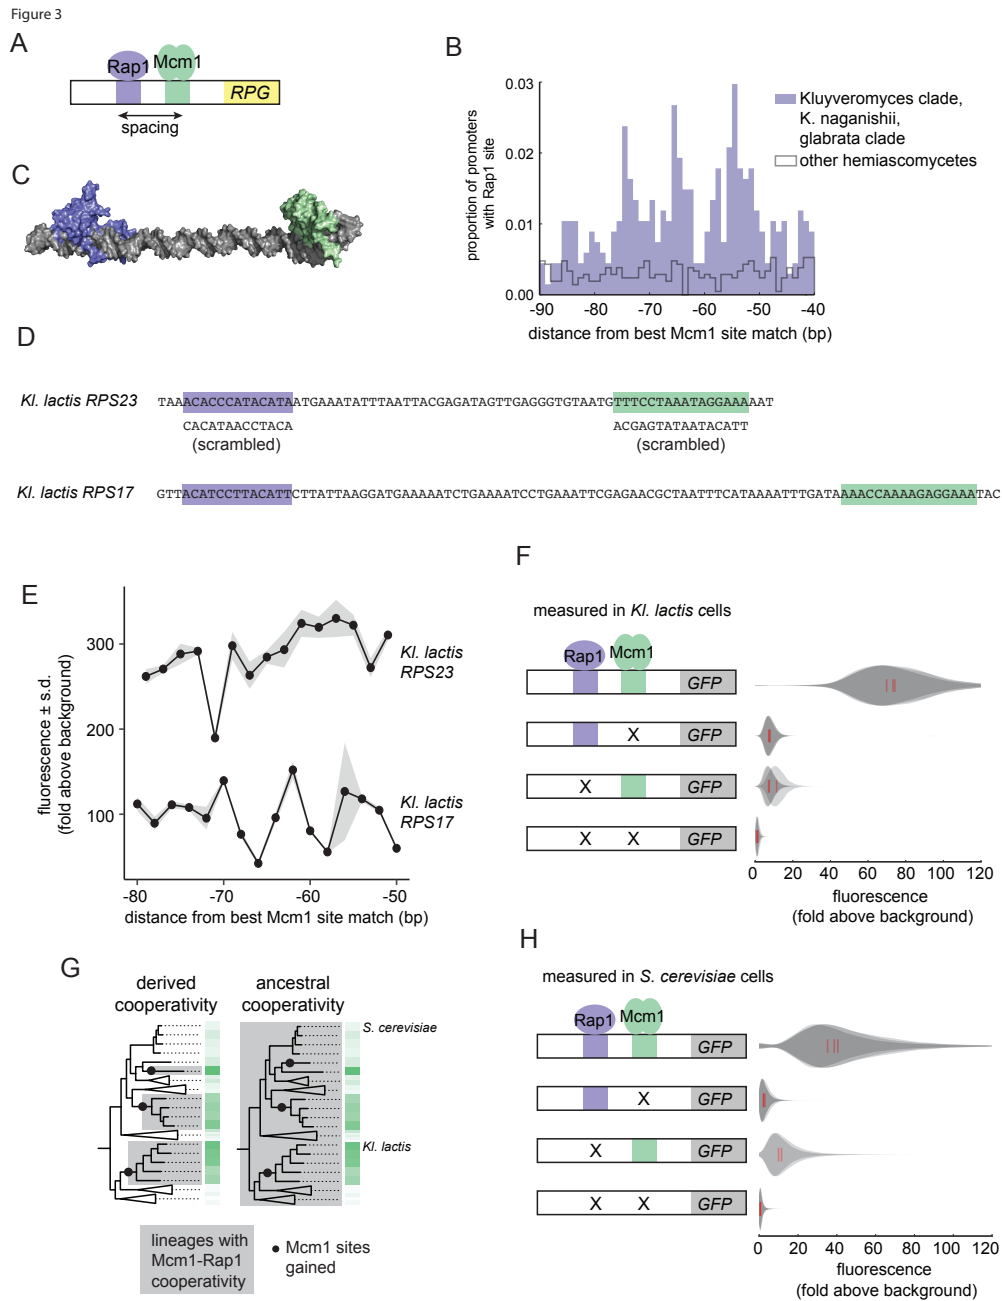 Figure 3
A
Rap1
Mcm1
RPG
spacing
B
proportion of promoters
with Rap1 site
0.03
0.02
0.01
0.00
-90
-80
-70
-60
-50
-40
distance from best Mcm1 site match (bp)
Kluyveromyces clade,
K. naganishii,
glabrata clade
other hemiascomycetes
C
D
Kl. lactis RPS23
TAAACACCCATACATAATGAAATATTTAATTACGAGATAGTTGAGGGTGTAATGTTTCCTAAATAGGAAAAAT
CACATAACCTACA
ACGAGTATAATACATT
(scrambled)
(scrambled)
Kl. lactis RPS17
GTTACATCCTTACATTCTTATTAAGGATGAAAAATCTGAAAATCCTGAAATTCGAGAACGCTAATTTCATAAAATTTGATAAAACCAAAAGAGGAAATAC
E
fluorescence ± s.d.
(fold above background)
300
200
100
Kl. lactis
RPS23
Kl. lactis
RPS17
-80
-70
-60
-50
distance from best Mcm1 site match (bp)
F
measured in Kl. lactis cells
Rap1
Mcm1
GFP
X
GFP
X
GFP
X
X
GFP
0
20
40
60
80
100
120
fluorescence
(fold above background)
G
derived
cooperativity
ancestral
cooperativity
S. cerevisiae
Kl. lactis
lineages with
Mcm1-Rap1
cooperativity
Mcm1 sites
gained
H
measured in S. cerevisiae cells
Rap1
Mcm1
GFP
X
GFP
X
GFP
X
X
GFP
0
20
40
60
80
100
120
fluorescence
(fold above background)